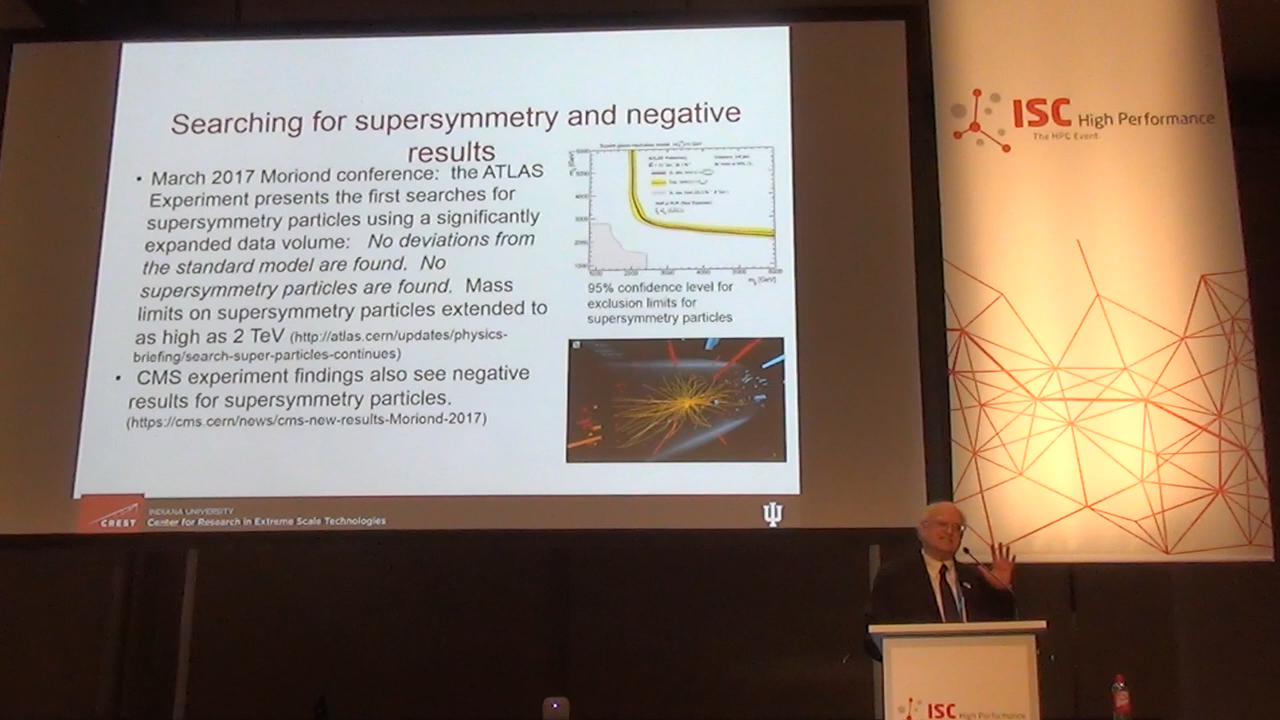 Searching for supersymmetry and negative
results
• March 2017 Moriond conference: the ATLAS
Experiment presents the first searches for
supersymmetry particles using a significantly
expanded data volume: No deviations from
the standard model are found. No
supersymmetry particles are found. Mass
limits on supersymmetry particles extended to
as high as 2 TeV (http://atlas.cern/updates/physics-
briefing/search-super-particles-continues)
• CMS experiment findings also see negative
results for supersymmetry particles.
(https://cms.cern/news/cms-new-results-Moriond-2017)
95% confidence level for
exclusion limits for
supersymmetry particles
CREST
INDIANA UNIVERSITY
Center for Research in Extreme Scale Technologies
ISC High Performance
The HPC Event.
ISC High Performance